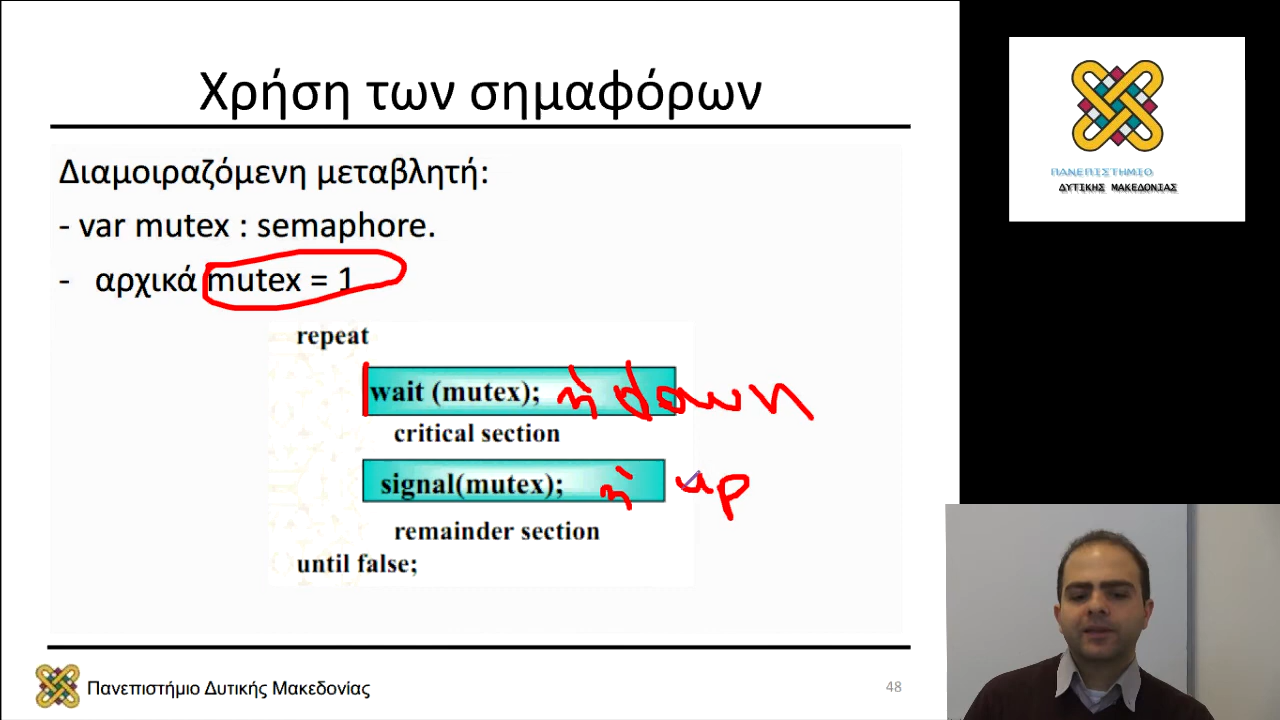 Χρήση των σημαφόρων
Διαμοιραζόμενη μεταβλητή:
- var mutex : semaphore.
- αρχικά mutex = 1
repeat
wait (mutex); ή down
critical section
signal(mutex); ή up
remainder section
until false;
Πανεπιστήμιο Δυτικής Μακεδονίας
48
ΠΑΝΕΠΙΣΤΗΜΙΟ
ΔΥΤΙΚΗΣ ΜΑΚΕΔΟΝΙΑΣ